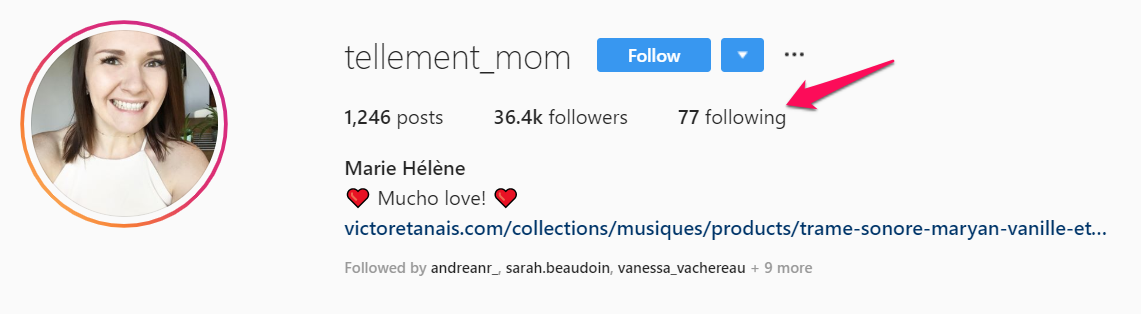 tellement_mom Follow
1,246 posts 36.4k followers 77 following
Marie Hélène
❤️ Mucho love! ❤️
victoretanais.com/collections/musiques/products/trame-sonore-maryan-vanille-et...
Followed by andreanr_, sarah.beaudoin, vanessa_vachereau + 9 more